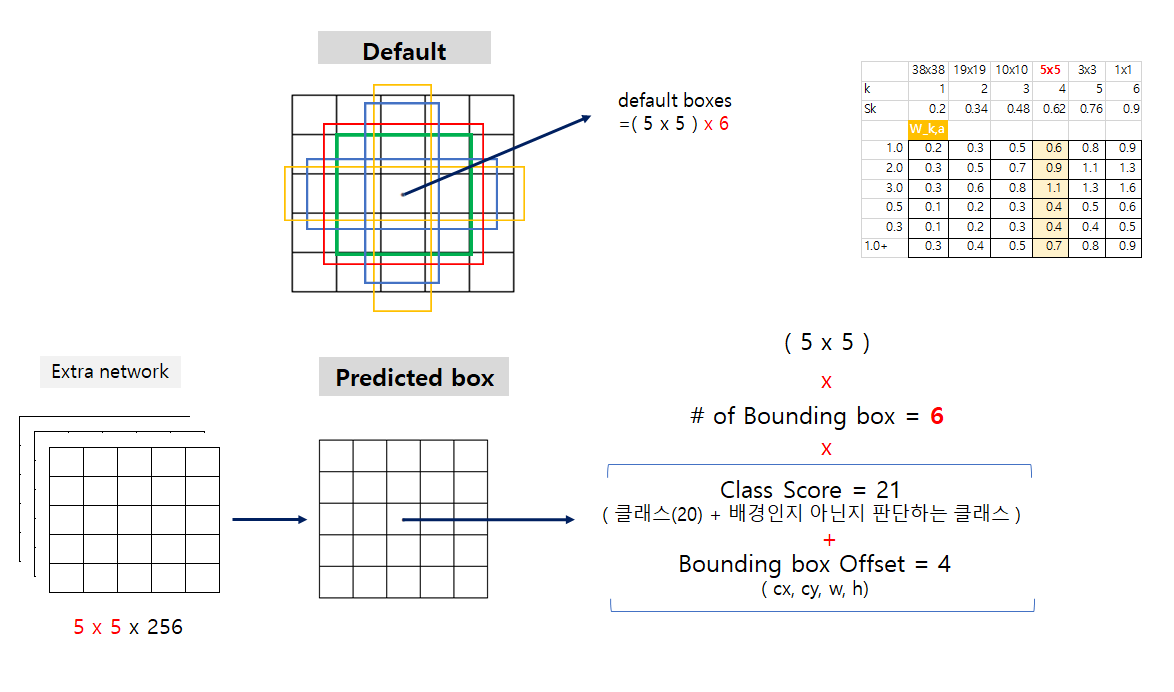 Default
default boxes
=( 5 x 5 ) x 6
38x38 19x19 10x10 5x5 3x3 1x1
k 1 2 3 4 5 6
Sk 0.2 0.34 0.48 0.62 0.76 0.9
W_k,a
1.0 0.2 0.3 0.5 0.6 0.8 0.9
2.0 0.3 0.5 0.7 0.9 1.1 1.3
3.0 0.3 0.6 0.8 1.1 1.3 1.6
0.5 0.1 0.2 0.3 0.4 0.5 0.6
0.3 0.1 0.2 0.3 0.4 0.4 0.5
1.0+ 0.3 0.4 0.5 0.7 0.8 0.9
Extra network
5 x 5 x 256
Predicted box
( 5 x 5 )
x
# of Bounding box = 6
x
Class Score = 21
( 클래스(20) + 배경인지 아닌지 판단하는 클래스 )
+
Bounding box Offset = 4
( cx, cy, w, h)